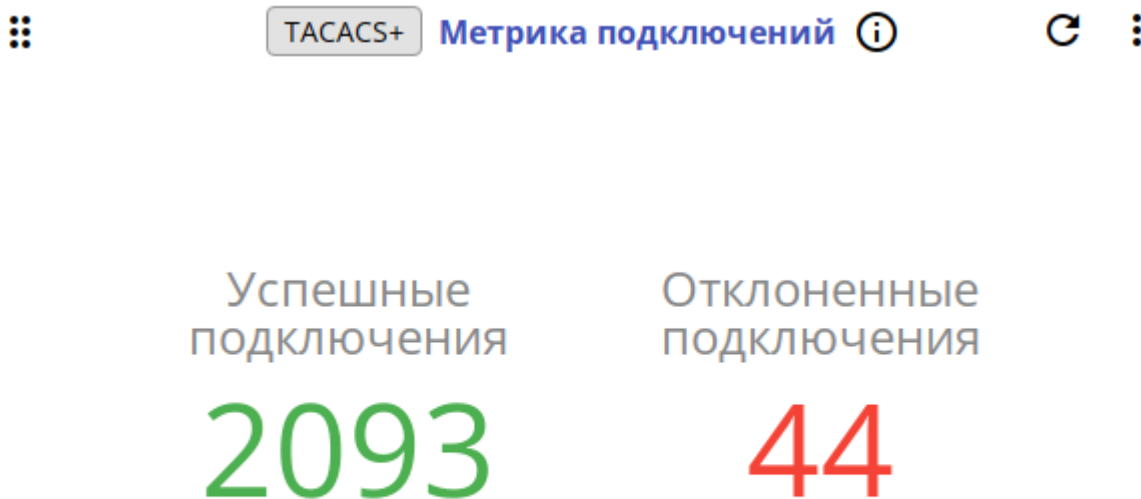 TACACS+ Метрика подключений
Успешные
подключения
Отклоненные
подключения
2093
44